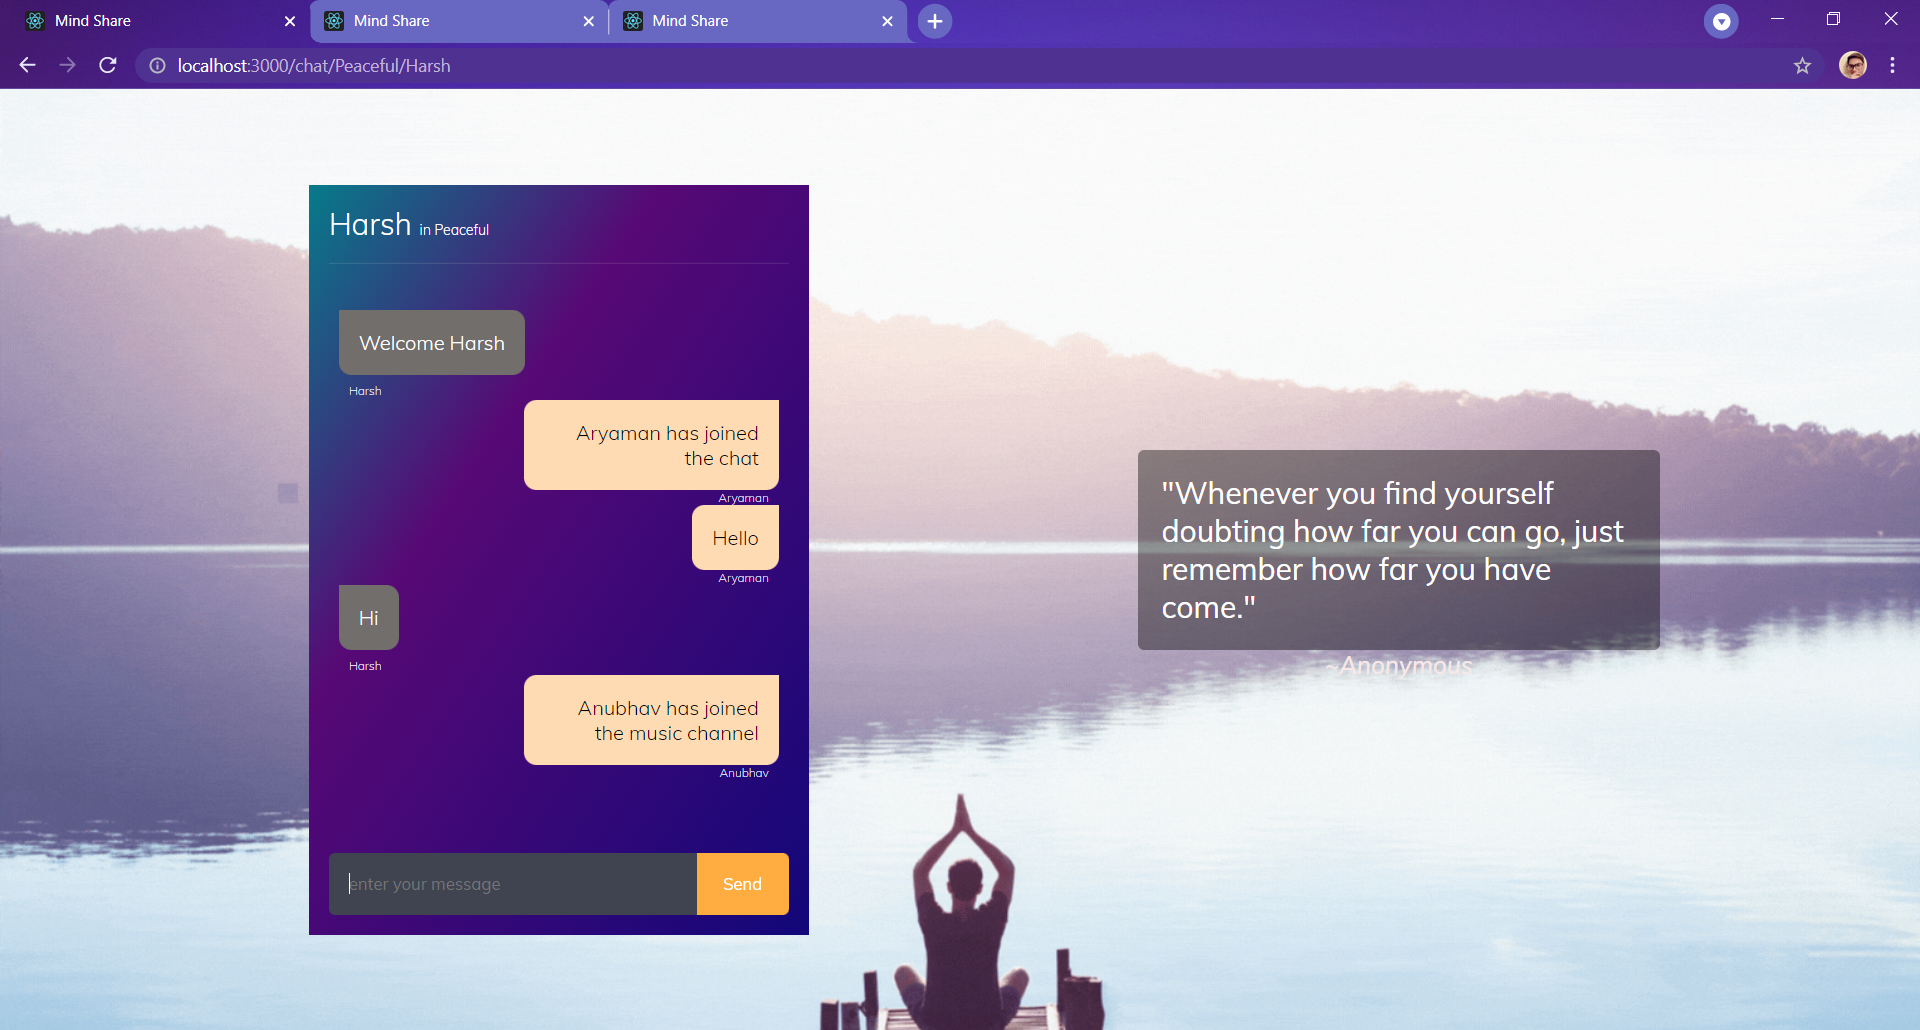 Mind Share
Mind Share
Mind Share
localhost:3000/chat/Peaceful/Harsh
Harsh in Peaceful
Welcome Harsh
Harsh
Aryaman has joined
the chat
Aryaman
Hello
Aryaman
Hi
Harsh
Anubhav has joined
the music channel
Anubhav
enter your message
Send
"Whenever you find yourself
doubting how far you can go, just
remember how far you have
come."
~Anonymous